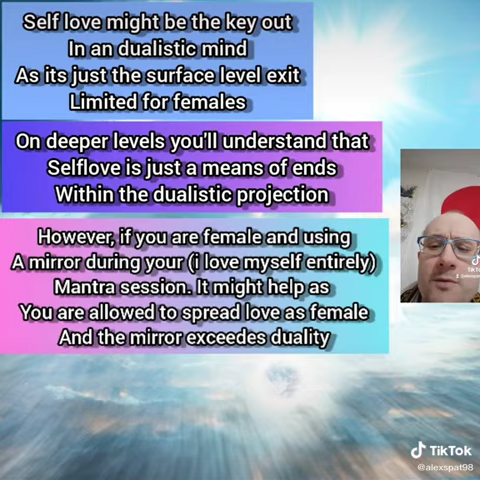 Self love might be the key out
In an dualistic mind
As its just the surface level exit
Limited for females
On deeper levels you'll understand that
Selflove is just a means of ends
Within the dualistic projection
However, if you are female and using
A mirror during your (i love myself entirely)
Mantra session. It might help as
You are allowed to spread love as female
And the mirror exceedes duality
TikTok
TikTok
@alexspat98